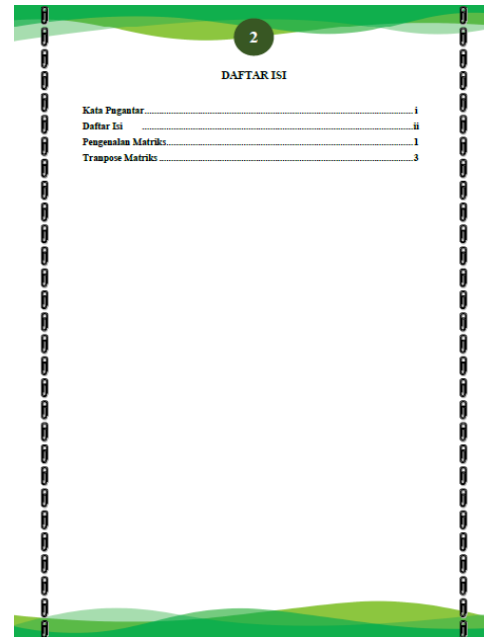 2
DAFTAR ISI
Kata Pngantar.......................................................................................................... i
Daftar Isi ........................................................................................................... ii
Pengenalan Matriks.................................................................................................. 1
Tranpose Matriks ..................................................................................................... 3